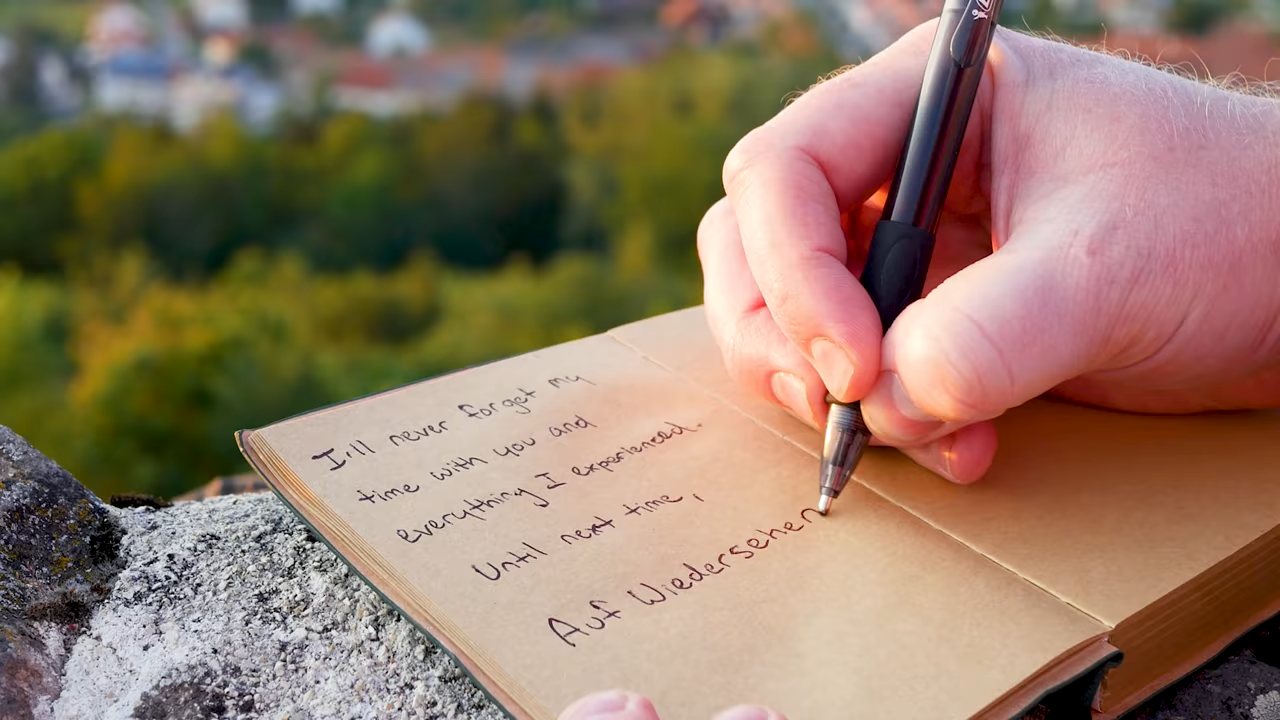 I'll never forget my
time with you and
everything I experienced.
Until next time,
Auf Wiedersehen